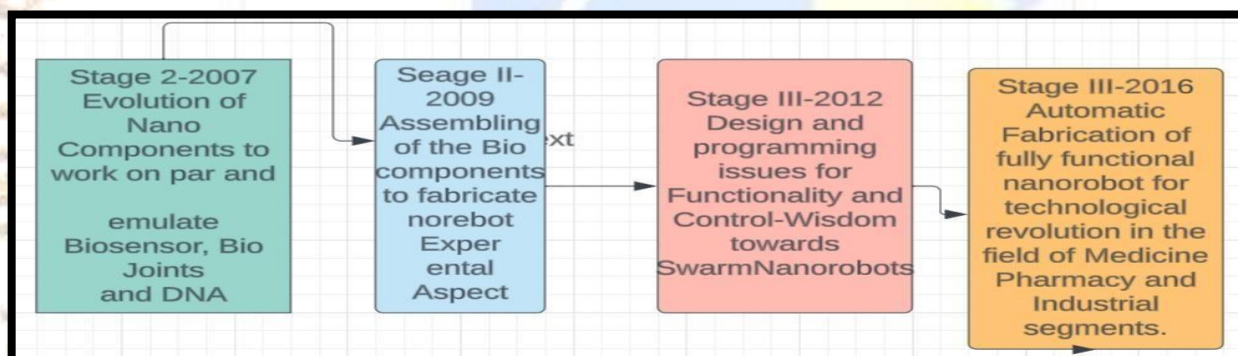 Stage 2-2007
Evolution of
Nano
Components to
work on par and
emulate
Biosensor, Bio
Joints
and DNA
Seage II-
2009
Assembling
of the Bio
components
to fabricate
norebot
Exper
ental
Aspect
ext
Stage III-2012
Design and
programming
issues for
Functionality and
Control-Wisdom
towards
SwarmNanorobots
Stage III-2016
Automatic
Fabrication of
fully functional
nanorobot for
technological
revolution in the
field of Medicine
Pharmacy and
Industrial
segments.